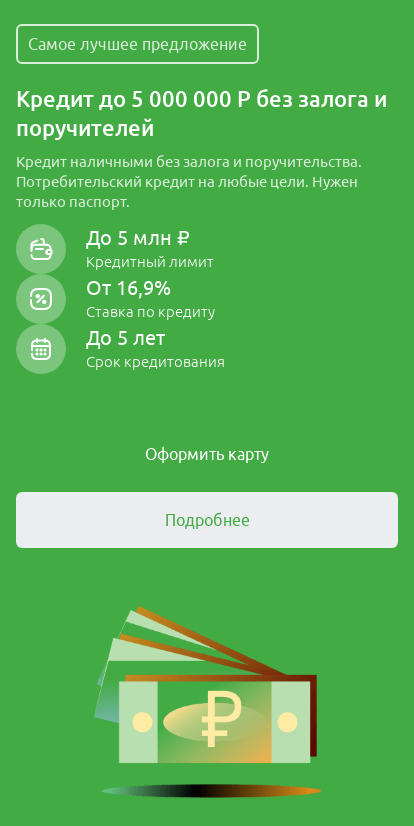 Самое лучшее предложение
Кредит до 5 000 000 Р без залога и
поручителей
Кредит наличными без залога и поручительства.
Потребительский кредит на любые цели. Нужен
только паспорт.
До 5 млн ₽
Кредитный лимит
От 16,9%
Ставка по кредиту
До 5 лет
Срок кредитования
Оформить карту
Подробнее
₽